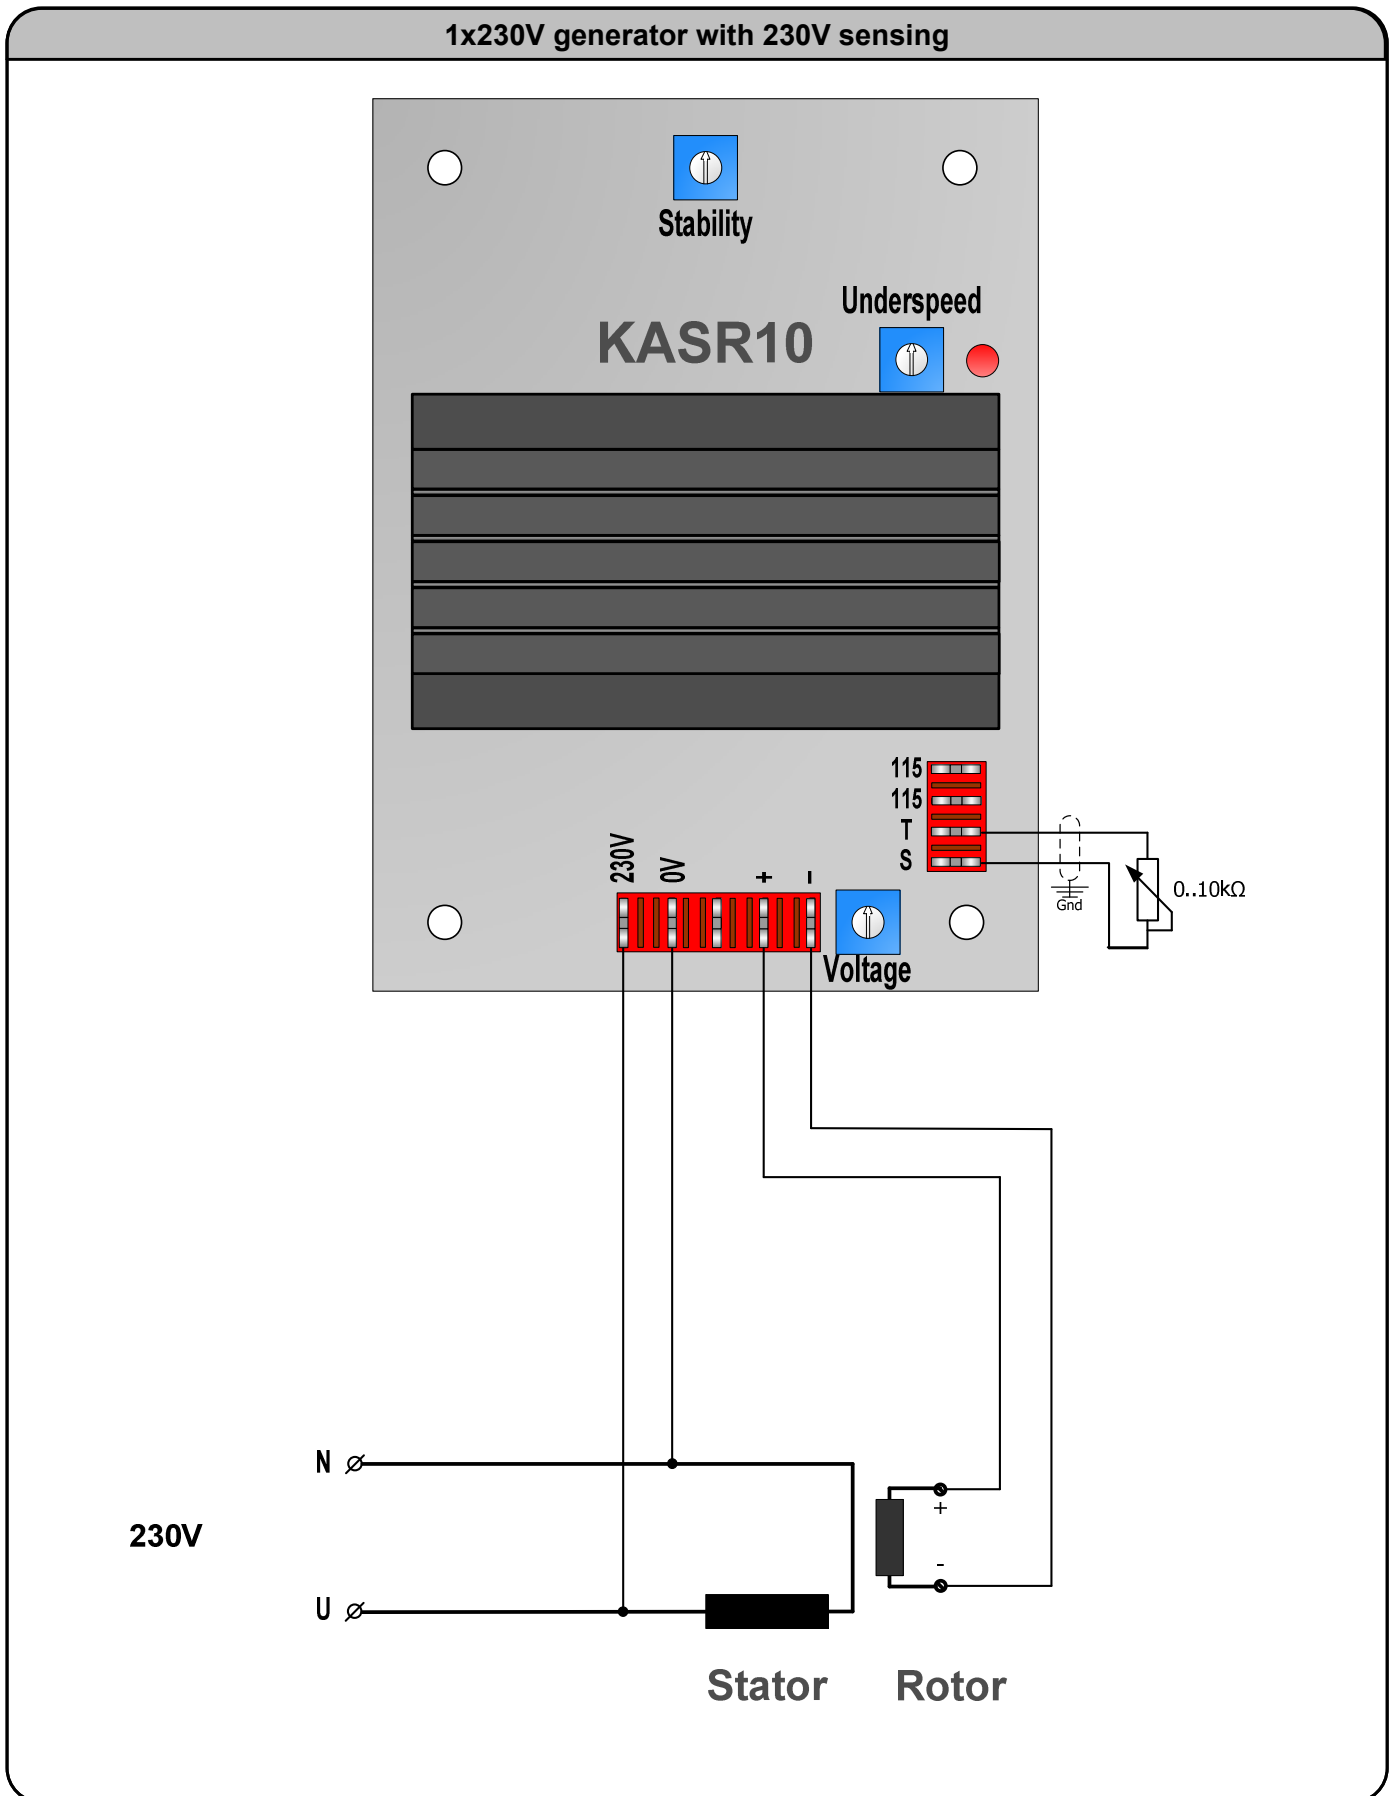 1x230V generator with 230V sensing
Stability
Underspeed
KASR10
115
115
T
S
230V
0V
+
-
Voltage
Gnd
0..10kΩ
N
230V
U
+
-
Stator
Rotor